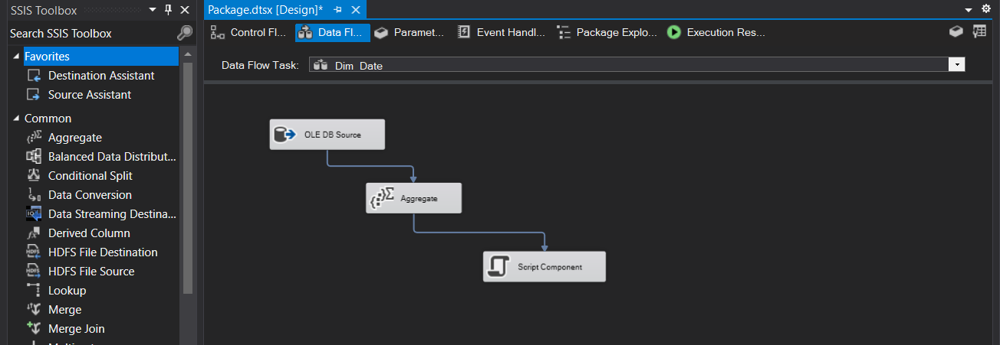 SSIS Toolbox
Search SSIS Toolbox
Favorites
Destination Assistant
Source Assistant
Common
Aggregate
Balanced Data Distribut...
Conditional Split
Data Conversion
Data Streaming Destina...
Derived Column
HDFS File Destination
HDFS File Source
Lookup
Merge
Merge Join
Package.dtsx [Design]*
Control Fl...
Data Fl...
Paramet...
Event Handl...
Package Explo...
Execution Res...
Data Flow Task:
Dim Date
OLE DB Source
Aggregate
Script Component